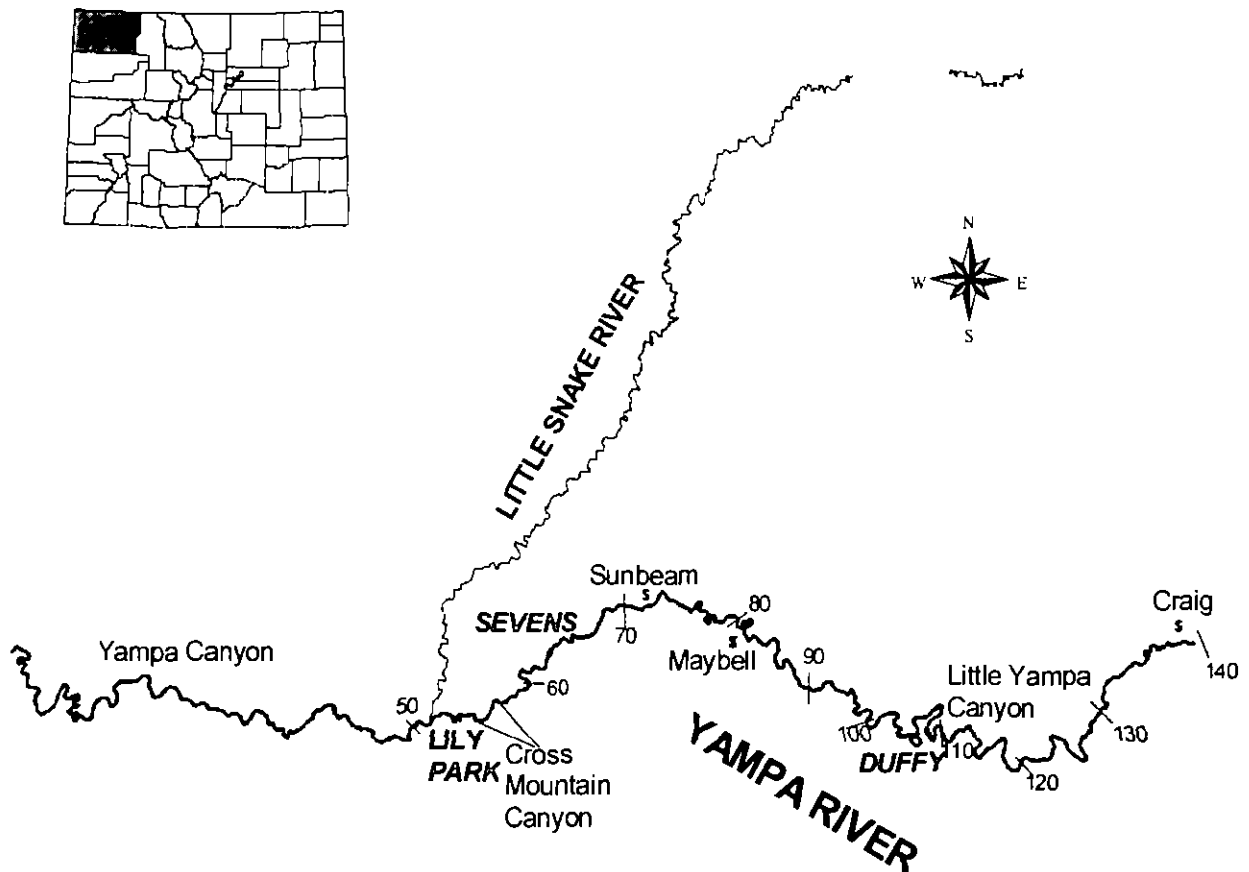 N
W
E
S
LITTLE SNAKE RIVER
Sunbeam
s
SEVENS
70
80
s
Maybell
Craig
s
140
Yampa Canyon
60
90
Little Yampa
Canyon
50
LILY
PARK
Cross
Mountain
Canyon
100
DUFFY
110
120
130
YAMPA RIVER